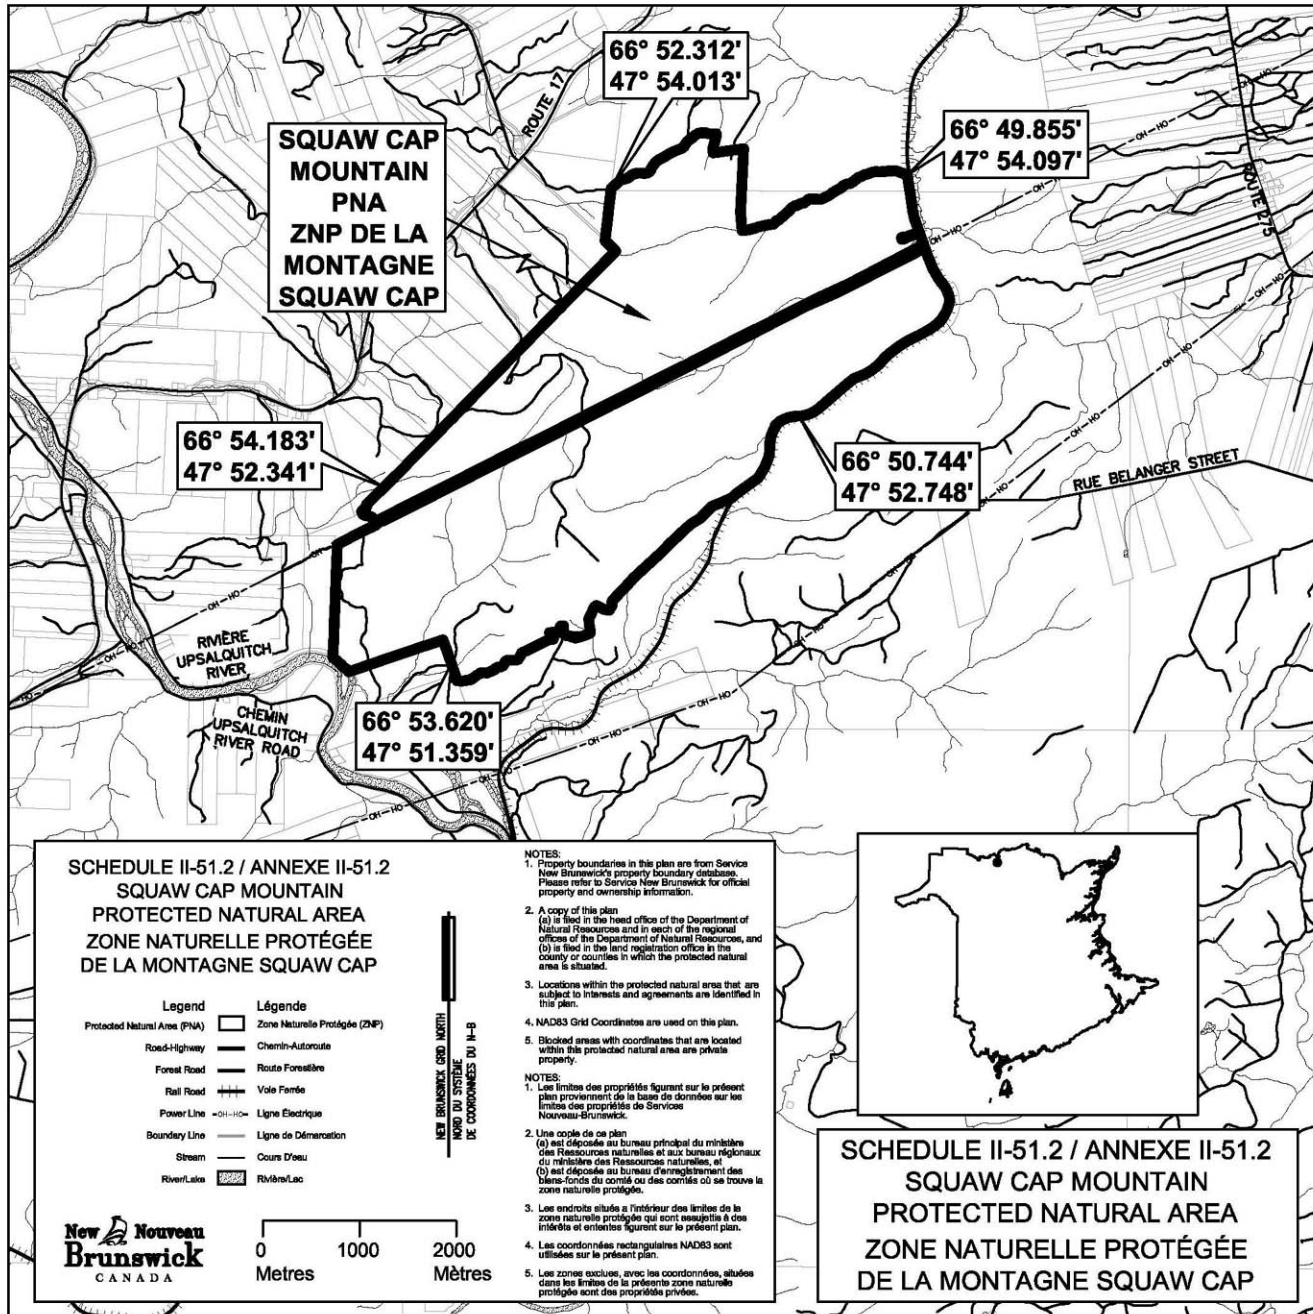 66° 52.312'
47° 54.013'
ROUTE 17
66° 49.855'
47° 54.097'
SQUAW CAP
MOUNTAIN
PNA
ZNP DE LA
MONTAGNE
SQUAW CAP
OH-HO
ROUTE 275
OH-HO
66° 54.183'
47° 52.341'
66° 50.744'
47° 52.748'
RUE BELANGER STREET
RIVIÈRE
UPSALQUITCH
RIVER
CHEMIN
UPSALQUITCH
RIVER ROAD
66° 53.620'
47° 51.359'
SCHEDULE II-51.2 / ANNEXE II-51.2
SQUAW CAP MOUNTAIN
PROTECTED NATURAL AREA
ZONE NATURELLE PROTÉGÉE
DE LA MONTAGNE SQUAW CAP
Legend Légende
Protected Natural Area (PNA) Zone Naturelle Protégée (ZNP)
Road-Highway Chemin-Autoroute
Forest Road Route Forestière
Rail Road Voie Ferrée
Power Line -OH-HO- Ligne Électrique
Boundary Line Ligne de Démarcation
Stream Cours D'eau
River/Lake Rivière/Lac
NEW BRUNSWICK GRID NORTH
NORD DU SYSTÈME
DE COORDONNÉES DU N-B
New Nouveau
Brunswick
CANADA
0 1000 2000
Metres Mètres
NOTES:
1. Property boundaries in this plan are from Service
New Brunswick's property boundary database.
Please refer to Service New Brunswick for official
property and ownership information.
2. A copy of this plan
(a) is filed in the head office of the Department of
Natural Resources and in each of the regional
offices of the Department of Natural Resources, and
(b) is filed in the land registration office in the
county or counties in which the protected natural
area is situated.
3. Locations within the protected natural area that are
subject to interests and agreements are identified in
this plan.
4. NAD83 Grid Coordinates are used on this plan.
5. Blocked areas with coordinates that are located
within this protected natural area are private
property.
NOTES:
1. Les limites des propriétés figurant sur le présent
plan proviennent de la base de données sur les
limites des propriétés de Services
Nouveau-Brunswick.
2. Une copie de ce plan
(a) est déposée au bureau principal du ministère
des Ressources naturelles et aux bureau régionaux
du ministère des Ressources naturelles, et
(b) est déposée au bureau d'enregistrement des
biens-fonds du comté ou des comtés où se trouve la
zone naturelle protégée.
3. Les endroits situés a l'intérieur des limites de la
zone naturelle protégée qui sont assujettis à des
intérêts et ententes figurent sur le présent plan.
4. Les coordonnées rectangulaires NAD83 sont
utilisées sur le présent plan.
5. Les zones exclues, avec les coordonnées, situées
dans les limites de la présente zone naturelle
protégée sont des propriétés privées.
SCHEDULE II-51.2 / ANNEXE II-51.2
SQUAW CAP MOUNTAIN
PROTECTED NATURAL AREA
ZONE NATURELLE PROTÉGÉE
DE LA MONTAGNE SQUAW CAP